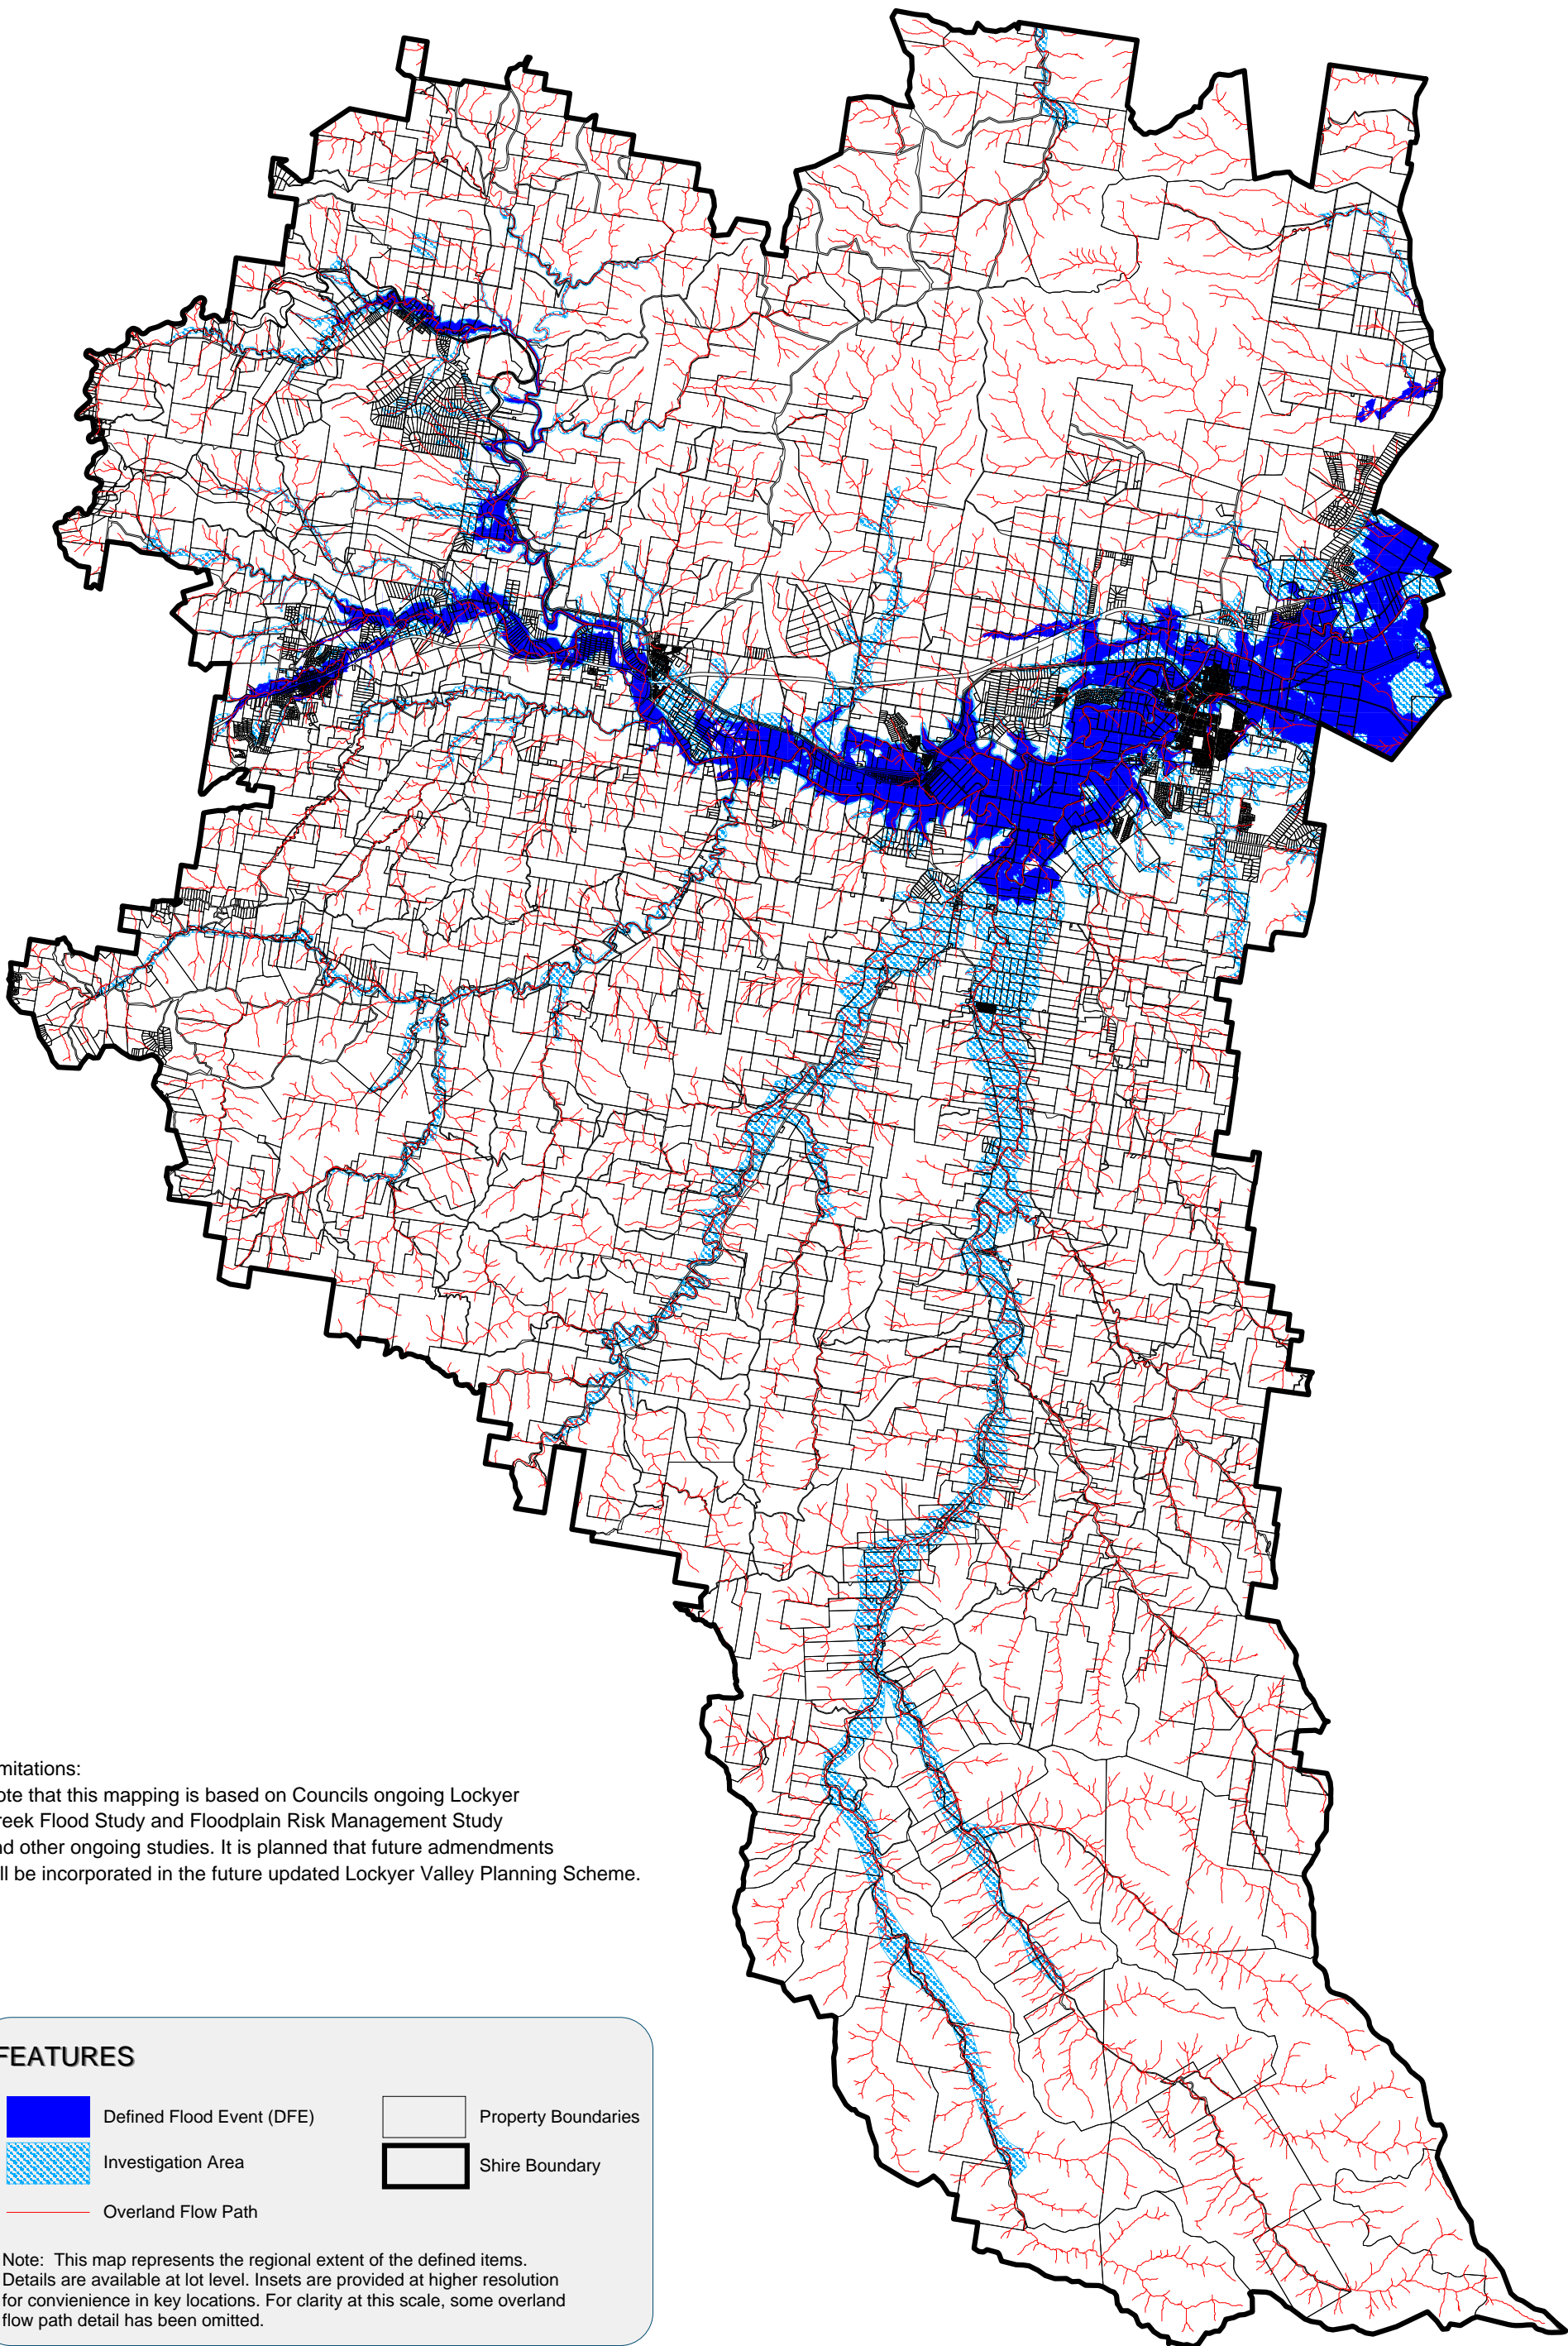 mitations:
ote that this mapping is based on Councils ongoing Lockyer
reek Flood Study and Floodplain Risk Management Study
nd other ongoing studies. It is planned that future admendments
ll be incorporated in the future updated Lockyer Valley Planning Scheme.
FEATURES
Defined Flood Event (DFE)
Property Boundaries
Investigation Area
Shire Boundary
Overland Flow Path
Note: This map represents the regional extent of the defined items.
Details are available at lot level. Insets are provided at higher resolution
for convienience in key locations. For clarity at this scale, some overland
flow path detail has been omitted.